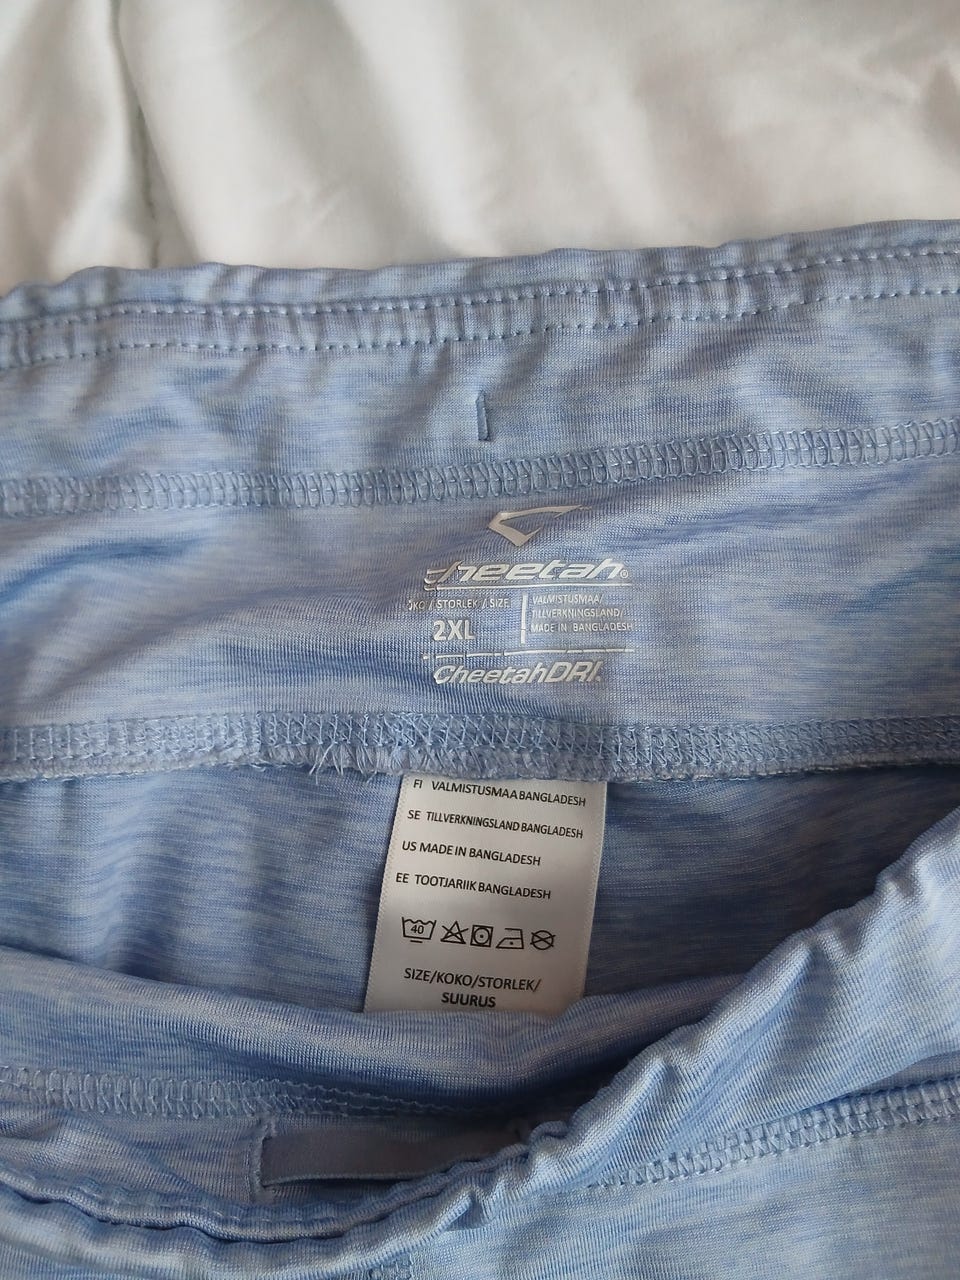 cheetah®
KO / STORLEK / SIZE
2XL
VALMISTUSMAA/
TILLVERKNINGSLAND/
MADE IN BANGLADESH
CheetahDRI.
FI VALMISTUSMAA BANGLADESH
SE TILLVERKNINGSLAND BANGLADESH
US MADE IN BANGLADESH
EE TOOTJARIIK BANGLADESH
40
SIZE/KOKO/STORLEK/
SUURUS